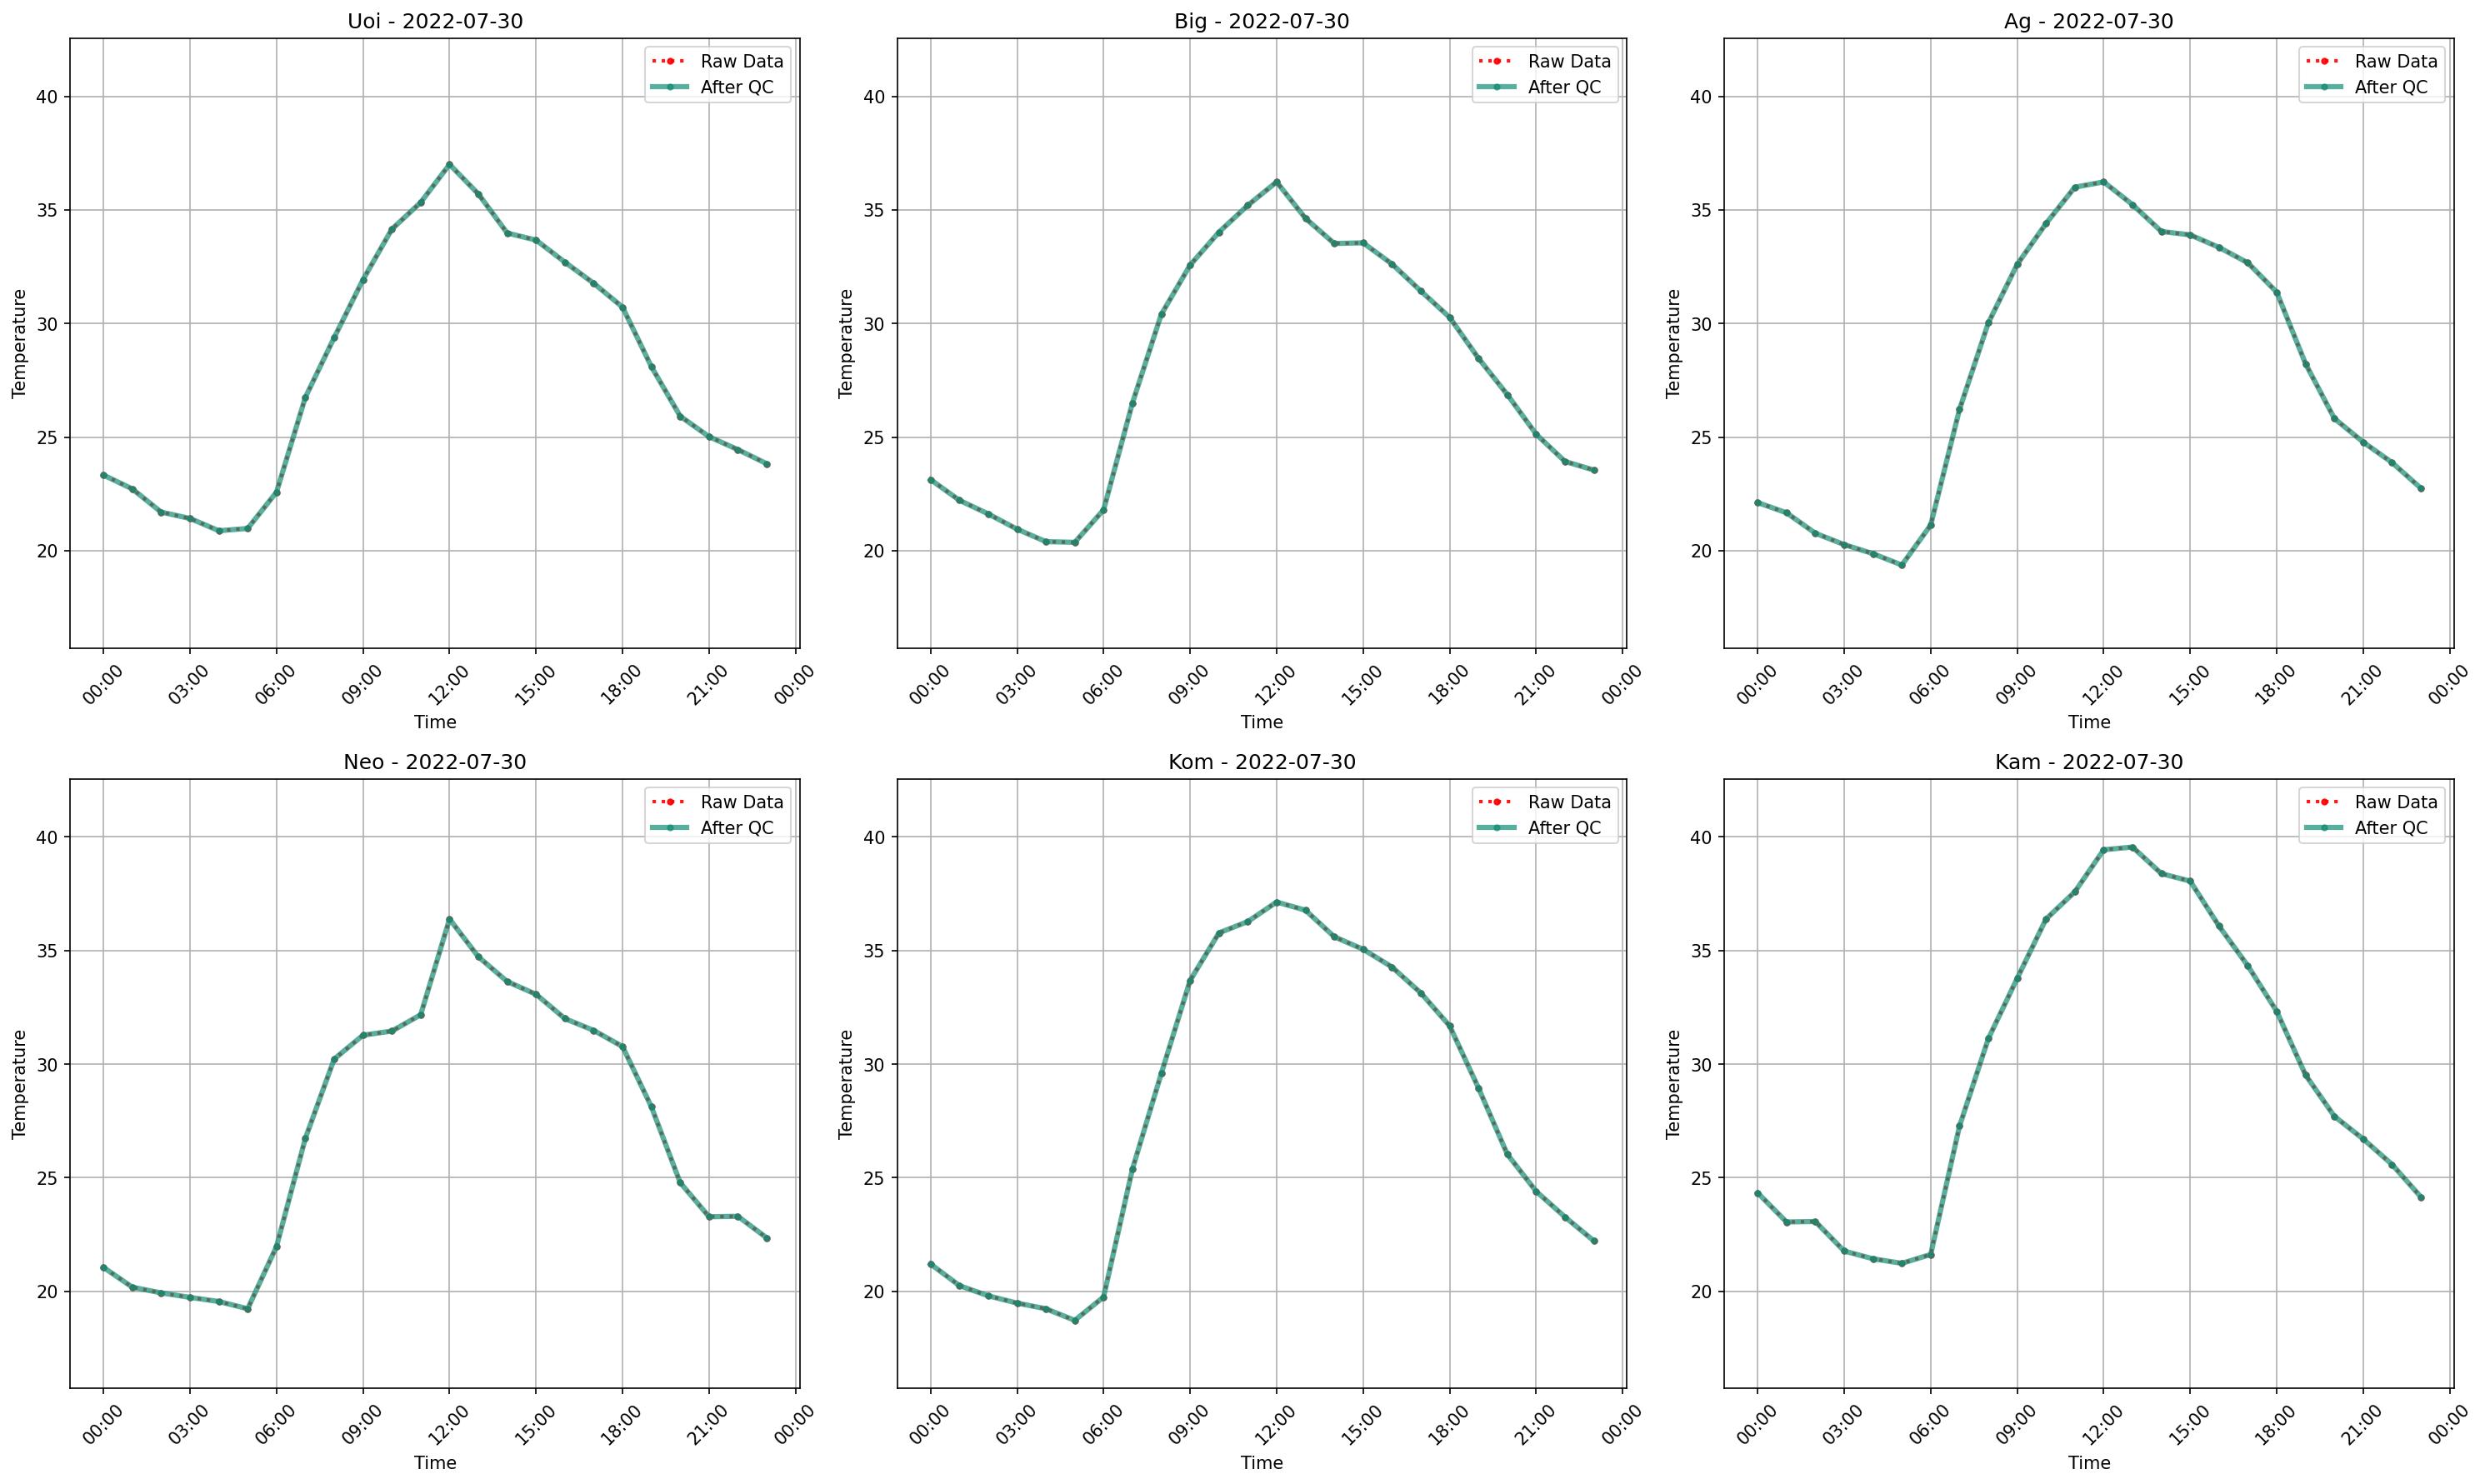 Uoi - 2022-07-30
Raw Data
After QC
40
35
30
25
20
Temperature
00:00
03:00
06:00
09:00
12:00
15:00
18:00
21:00
00:00
Time
Big - 2022-07-30
Raw Data
After QC
40
35
30
25
20
Temperature
00:00
03:00
06:00
09:00
12:00
15:00
18:00
21:00
00:00
Time
Ag - 2022-07-30
Raw Data
After QC
40
35
30
25
20
Temperature
00:00
03:00
06:00
09:00
12:00
15:00
18:00
21:00
00:00
Time
Neo - 2022-07-30
Raw Data
After QC
40
35
30
25
20
Temperature
00:00
03:00
06:00
09:00
12:00
15:00
18:00
21:00
00:00
Time
Kom - 2022-07-30
Raw Data
After QC
40
35
30
25
20
Temperature
00:00
03:00
06:00
09:00
12:00
15:00
18:00
21:00
00:00
Time
Kam - 2022-07-30
Raw Data
After QC
40
35
30
25
20
Temperature
00:00
03:00
06:00
09:00
12:00
15:00
18:00
21:00
00:00
Time